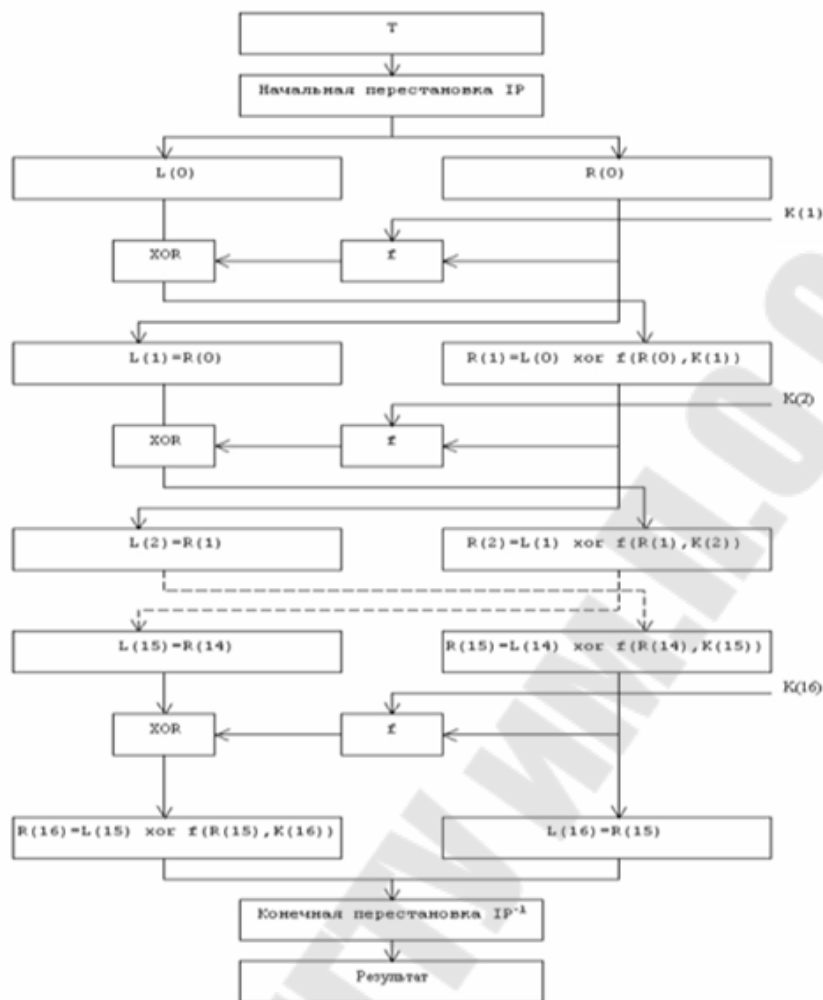 T
Начальная перестановка IP
L(0)
R(0)
K(1)
XOR
f
L(1)=R(0)
R(1)=L(0) xor f(R(0),K(1))
K(2)
XOR
f
L(2)=R(1)
R(2)=L(1) xor f(R(1),K(2))
L(15)=R(14)
R(15)=L(14) xor f(R(14),K(15))
K(16)
XOR
f
R(16)=L(15) xor f(R(15),K(16))
L(16)=R(15)
Конечная перестановка IP⁻¹
Результат
ГГТУ ИМ.П.О